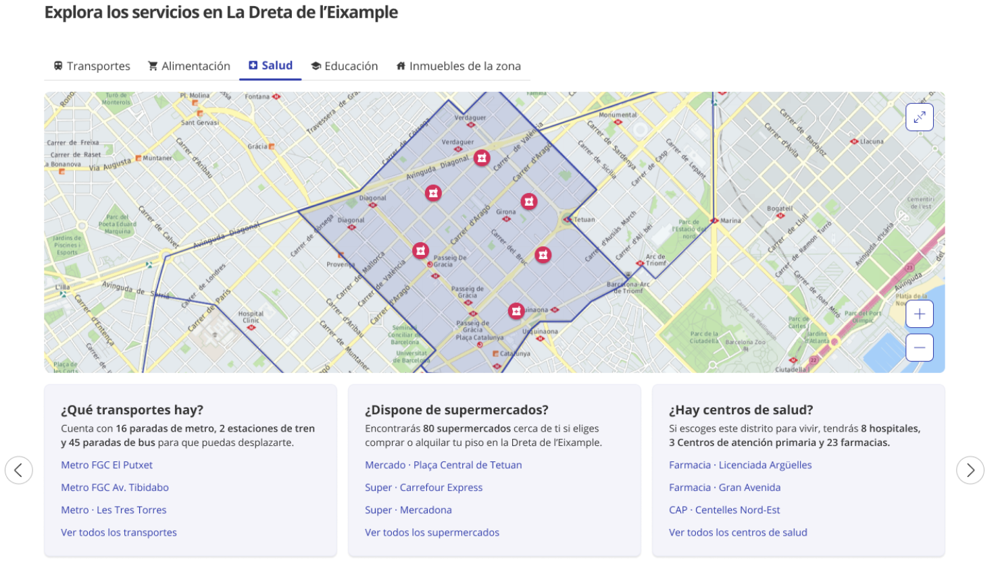 Explora los servicios en La Dreta de l’Eixample
Transportes
Alimentación
Salud
Educación
Inmuebles de la zona
Turó de
Monterols
Pl. Molina
Fontana
Sant Gervasi
Travessera de Gra
Verdaguer
Monumental
Carrer de Freixa
Carrer de Raset
a Bonanova
Via Augusta
Muntaner
Gràcia
Carrer d'Aribau
Carrer de Còrsega
Verdaguer
Avinguda Diagonal
Carrer de València
Carrer d'Aragó
Carrer de Sardenya
Carrer de Sicília
Carrer de Casp
Carrer de Lepant
Carrer de Badajoz
Carrer d'Àvila
Llacuna
Diagonal
Diagonal
Girona
Tetuan
Marina
Bogatell
Cementiri
de l'est
Parc del
Poeta Eduard
Marquina
Carrer de Calvet
Avinguda Diagonal
Jardins de
Piscines i
Esports
Carrer d'Aragó
Carrer del Bruc
Carrer d'Ausiàs March
Carrer d'Alí bei
Parc de
l'Estació del
nord
Carrer de Llull
Carrer de Ramon Turró
Avinguda d'Icària
Provença
Carrer de Mallorca
Carrer de València
Carrer d'Aragó
Passeig De
Gracia
Arc de
Triomf
Barcelona-Arc
de Triomf
23
Avinguda
L'illa
Avinguda de Sarrià
Carrer de Londres
Carrer de París
Carrer d'Entença
Hospital
Clínic
Carrer d'Aribau
Carrer de Muntaner
Passeig de
Gràcia
Passeig de
Gràcia
Plaça Catalunya
uinaona
Urquinaona
Catalunya
Seminari
Conciliar de
Barcelona
Universitat
de Barcelona
Carrer de Wellington
Carrer de Joan Miró
Parc de la
Ciutadella
Barcelona Zoo
Parc de
Carles I
Parc del Port
Olímpic
Jardins
d'Atlanta
Platja de la
Nova
22
Ciutadella |
Plaça de
les Corts
¿Qué transportes hay?
Cuenta con 16 paradas de metro, 2 estaciones de tren
y 45 paradas de bus para que puedas desplazarte.
Metro FGC El Putxet
Metro FGC Av. Tibidabo
Metro · Les Tres Torres
Ver todos los transportes
¿Dispone de supermercados?
Encontrarás 80 supermercados cerca de ti si eliges
comprar o alquilar tu piso en la Dreta de l’Eixample.
Mercado · Plaça Central de Tetuan
Super · Carrefour Express
Super · Mercadona
Ver todos los supermercados
¿Hay centros de salud?
Si escoges este distrito para vivir, tendrás 8 hospitales,
3 Centros de atención primaria y 23 farmacias.
Farmacia · Licenciada Argüelles
Farmacia · Gran Avenida
CAP · Centelles Nord-Est
Ver todos los centros de salud